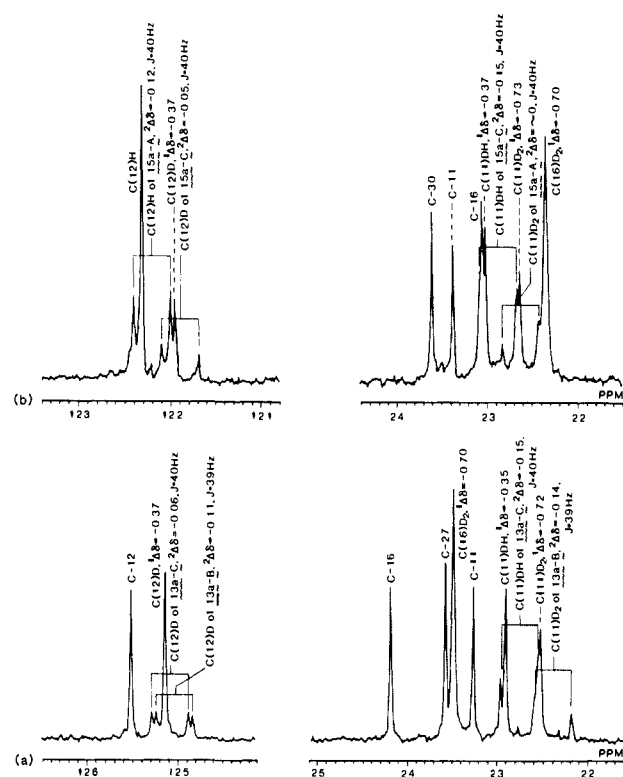 C(12)H
C(12)H of 15a-A, ²Δδ=-0.12, J=40Hz
C(12)D, ¹Δδ=-0.37
C(12)D of 15a-C, ²Δδ=-0.05, J=40Hz
123 122 121
(b)
C-30
C-11
C-16
C(11)DH, ¹Δδ=-0.37
C(11)DH of 15a-C, ²Δδ=-0.15, J=40Hz
C(11)D₂, ¹Δδ=-0.73
C(11)D₂ of 15a-A, ²Δδ=~0, J=40Hz
C(16)D₂, ¹Δδ=-0.70
24 23 22
PPM
C-12
C(12)D, ¹Δδ=-0.37
C(12)D of 13a-C, ²Δδ=-0.06, J=40Hz
C(12)D of 13a-B, ²Δδ=-0.11, J=39Hz
126 125
(a)
C-16
C-27
C(16)D₂, ¹Δδ=-0.70
C-11
C(11)DH, ¹Δδ=-0.35
C(11)DH of 13a-C, ²Δδ=-0.15,
J=40Hz
C(11)D₂, ¹Δδ=-0.72
C(11)D₂ of 13a-B, ²Δδ=-0.14,
J=39Hz
25 24 23 22
PPM